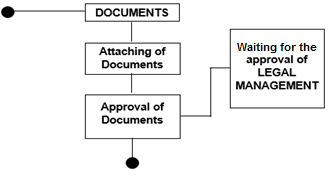 DOCUMENTS
Attaching of
Documents
Approval of
Documents
Waiting for the
approval of
LEGAL
MANAGEMENT